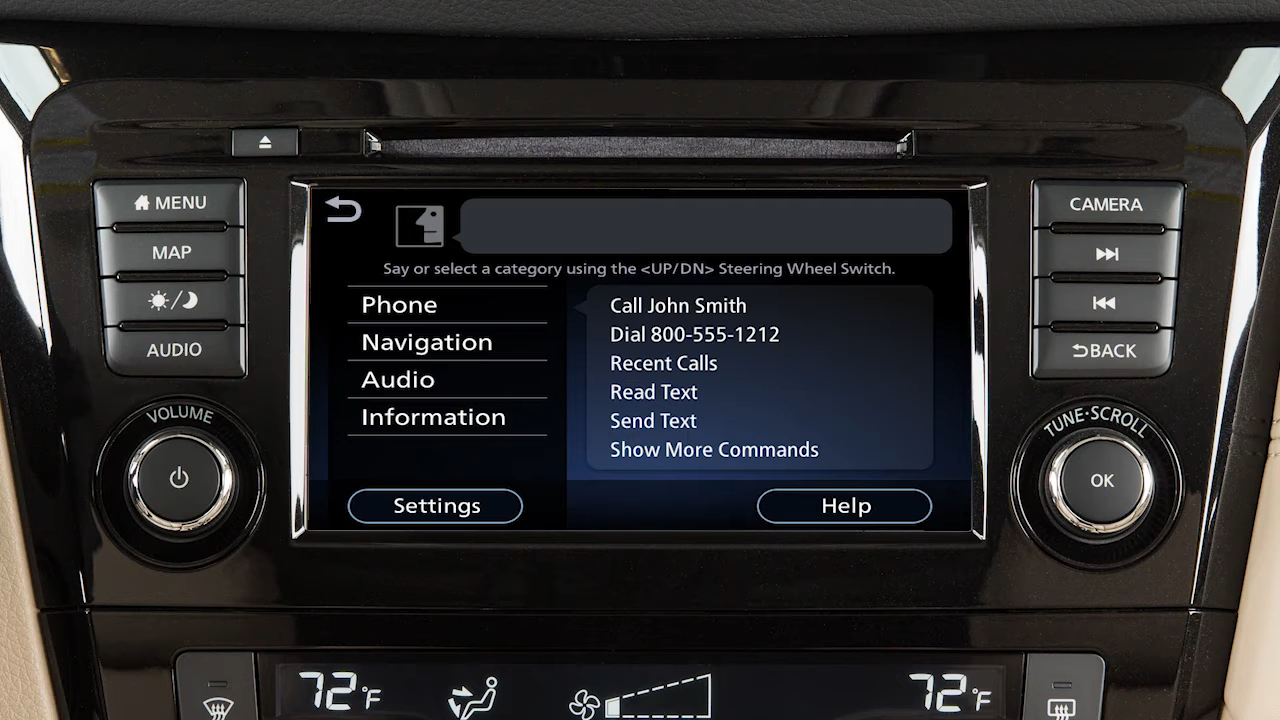 MENU
MAP
AUDIO
VOLUME
Say or select a category using the <UP/DN> Steering Wheel Switch.
Phone
Navigation
Audio
Information
Settings
Call John Smith
Dial 800-555-1212
Recent Calls
Read Text
Send Text
Show More Commands
Help
CAMERA
BACK
TUNE·SCROLL
OK
72°F
72°F